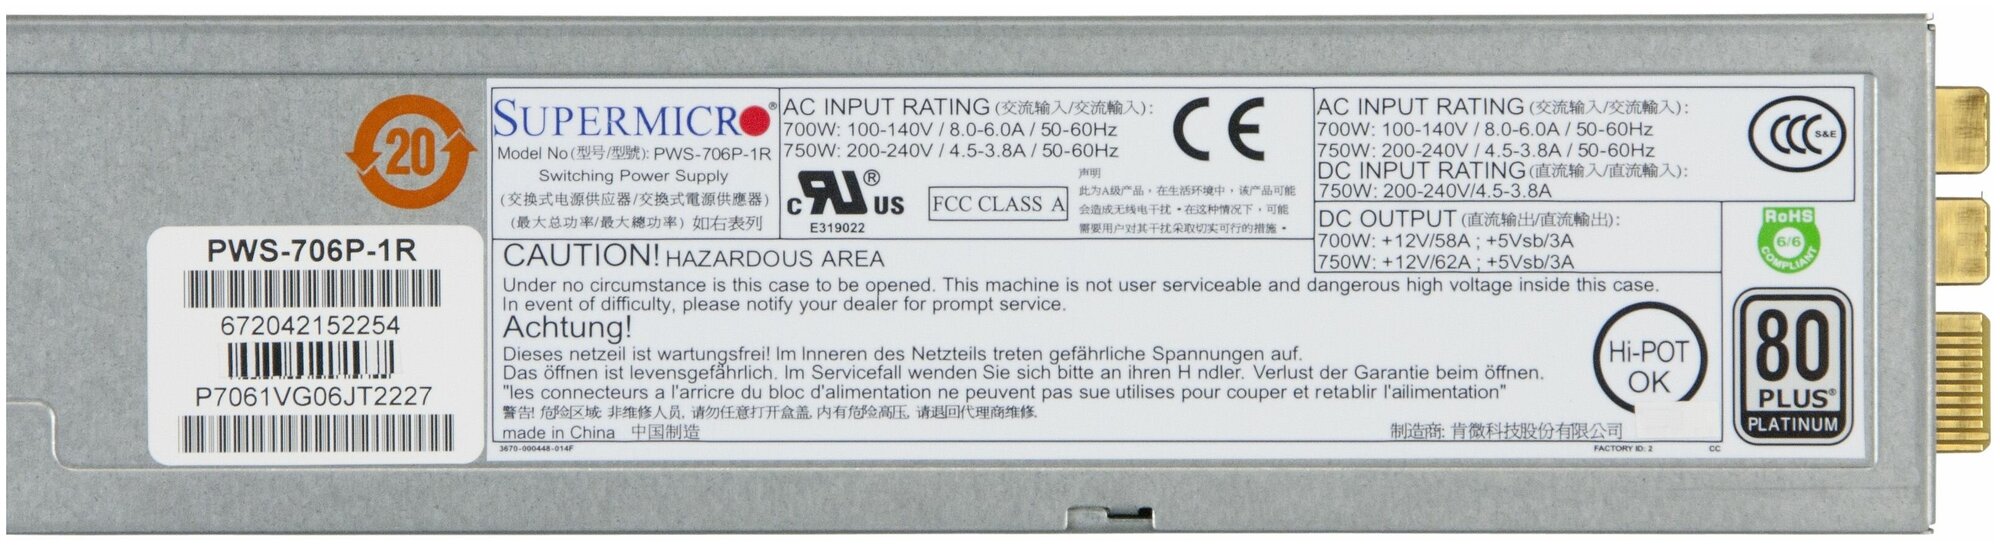 20
PWS-706P-1R
672042152254
P7061VG06JT2227
SUPERMICRO®
Model No (型号/型號): PWS-706P-1R
Switching Power Supply
(交换式电源供应器/交換式電源供應器)
(最大总功率/最大總功率) 如右表列
AC INPUT RATING (交流输入/交流輸入):
700W: 100-140V / 8.0-6.0A / 50-60Hz
750W: 200-240V / 4.5-3.8A / 50-60Hz
CE
c RU ® US
E319022
FCC CLASS A
声明
此为A级产品，在生活环境中，该产品可能
会造成无线电干扰。在这种情况下，可能
需要用户对其干扰采取切实可行的措施。
AC INPUT RATING (交流输入/交流輸入):
700W: 100-140V / 8.0-6.0A / 50-60Hz
750W: 200-240V / 4.5-3.8A / 50-60Hz
DC INPUT RATING (直流输入/直流輸入):
750W: 200-240V/4.5-3.8A
CCC S&E
DC OUTPUT (直流输出/直流輸出):
700W: +12V/58A ; +5Vsb/3A
750W: +12V/62A ; +5Vsb/3A
RoHS
6/6
COMPLIANT
CAUTION! HAZARDOUS AREA
Under no circumstance is this case to be opened. This machine is not user serviceable and dangerous high voltage inside this case.
In event of difficulty, please notify your dealer for prompt service.
Achtung!
Dieses netzeil ist wartungsfrei! Im Inneren des Netzteils treten gefährliche Spannungen auf.
Das öffnen ist levensgefährlich. Im Servicefall wenden Sie sich bitte an ihren H ndler. Verlust der Garantie beim öffnen.
"les connecteurs a l'arricre du bloc d'alimentation ne peuvent pas sue utilises pour couper et retablir l'ailimentation"
警告! 危险区域. 非维修人员, 请勿任意打开盒盖, 内有危险高压, 请退回代理商维修.
made in China 中国制造
制造商: 肯微科技股份有限公司
3670-000448-014F
FACTORY ID: 2
CC
Hi-POT
OK
80
PLUS®
PLATINUM